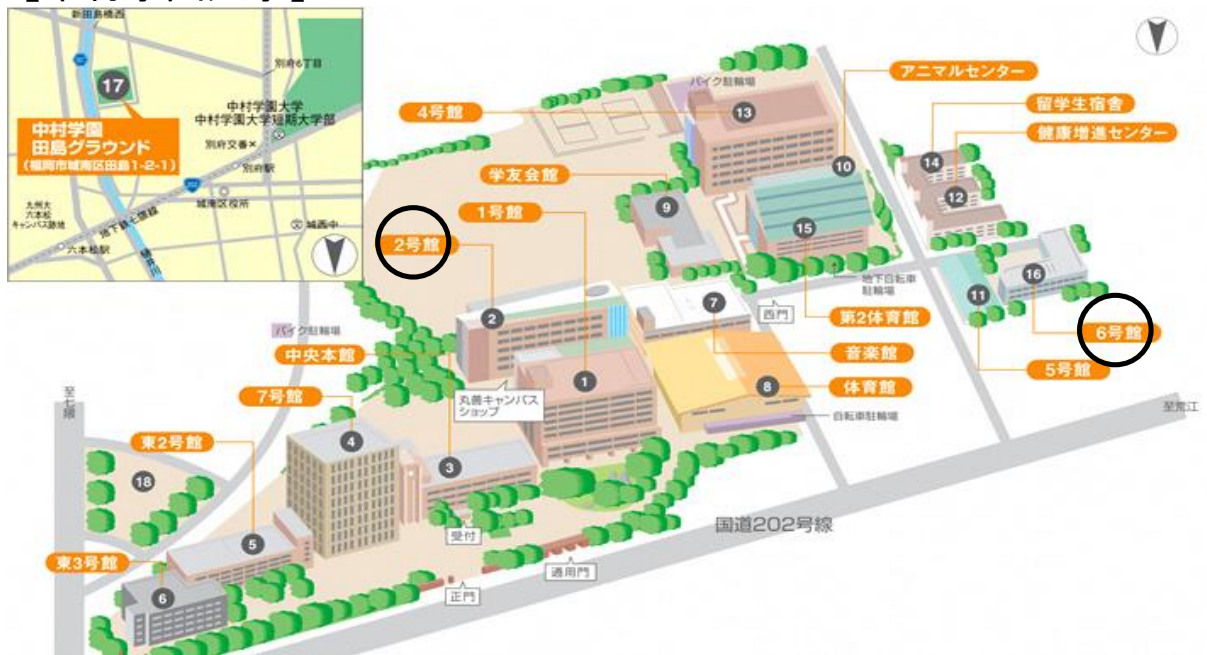 新田島橋西
別府6丁目
17
中村学園大学
中村学園大学短期大学部
中村学園
田島グラウンド
(福岡市城南区田島1-2-1)
別府交番
別府駅
202
城南区役所
九州大
六本松
キャンパス跡地
地下鉄七隈線
城西中
六本松駅
樋井川
バイク駐輪場
アニマルセンター
4号館
13
留学生宿舎
健康増進センター
14
10
学友会館
12
1号館
9
15
2号館
16
地下自転車
駐輪場
11
7
西門
2
第2体育館
6号館
バイク駐輪場
中央本館
音楽館
5号館
1
8
体育館
至七隈
7号館
丸善キャンパス
ショップ
自転車駐輪場
至荒江
東2号館
4
3
18
国道202号線
受付
5
通用門
東3号館
正門
6